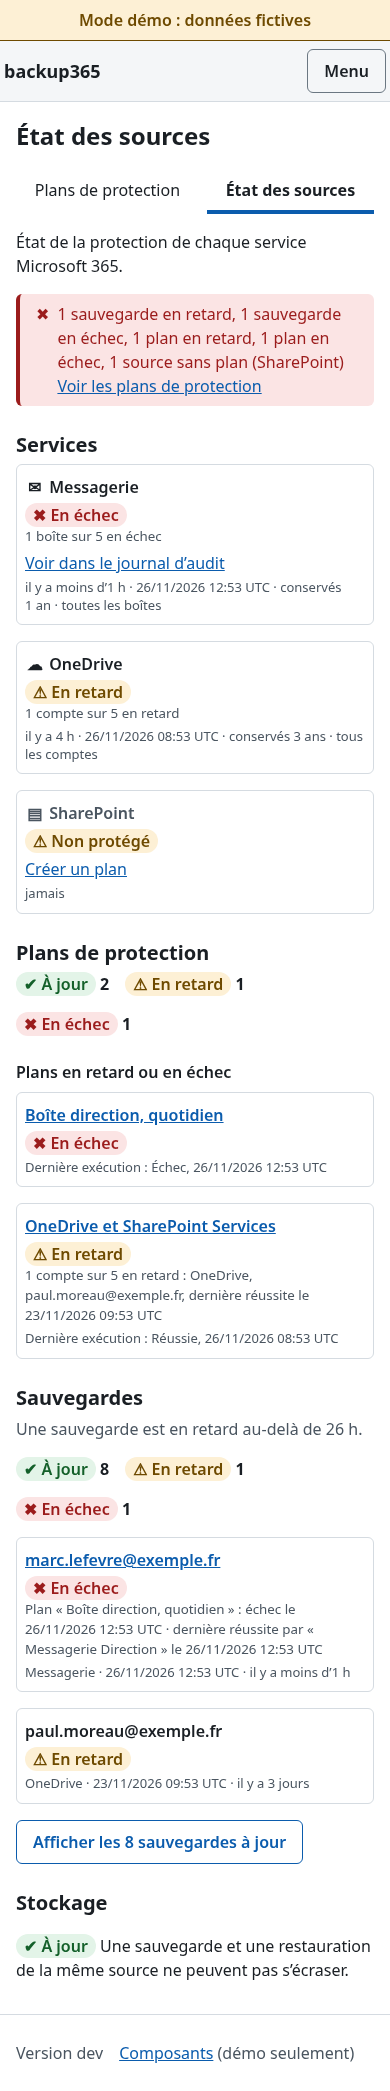 Mode démo : données fictives
backup365
Menu
État des sources
Plans de protection
État des sources
État de la protection de chaque service
Microsoft 365.
✖ 1 sauvegarde en retard, 1 sauvegarde
en échec, 1 plan en retard, 1 plan en
échec, 1 source sans plan (SharePoint)
Voir les plans de protection
Services
✉ Messagerie
✖ En échec
1 boîte sur 5 en échec
Voir dans le journal d’audit
il y a moins d’1 h · 26/11/2026 12:53 UTC · conservés
1 an · toutes les boîtes
☁ OneDrive
⚠ En retard
1 compte sur 5 en retard
il y a 4 h · 26/11/2026 08:53 UTC · conservés 3 ans · tous
les comptes
▤ SharePoint
⚠ Non protégé
Créer un plan
jamais
Plans de protection
✔ À jour 2 ⚠ En retard 1
✖ En échec 1
Plans en retard ou en échec
Boîte direction, quotidien
✖ En échec
Dernière exécution : Échec, 26/11/2026 12:53 UTC
OneDrive et SharePoint Services
⚠ En retard
1 compte sur 5 en retard : OneDrive,
paul.moreau@exemple.fr, dernière réussite le
23/11/2026 09:53 UTC
Dernière exécution : Réussie, 26/11/2026 08:53 UTC
Sauvegardes
Une sauvegarde est en retard au-delà de 26 h.
✔ À jour 8 ⚠ En retard 1
✖ En échec 1
marc.lefevre@exemple.fr
✖ En échec
Plan « Boîte direction, quotidien » : échec le
26/11/2026 12:53 UTC · dernière réussite par «
Messagerie Direction » le 26/11/2026 12:53 UTC
Messagerie · 26/11/2026 12:53 UTC · il y a moins d’1 h
paul.moreau@exemple.fr
⚠ En retard
OneDrive · 23/11/2026 09:53 UTC · il y a 3 jours
Afficher les 8 sauvegardes à jour
Stockage
✔ À jour Une sauvegarde et une restauration
de la même source ne peuvent pas s’écraser.
Version dev Composants (démo seulement)